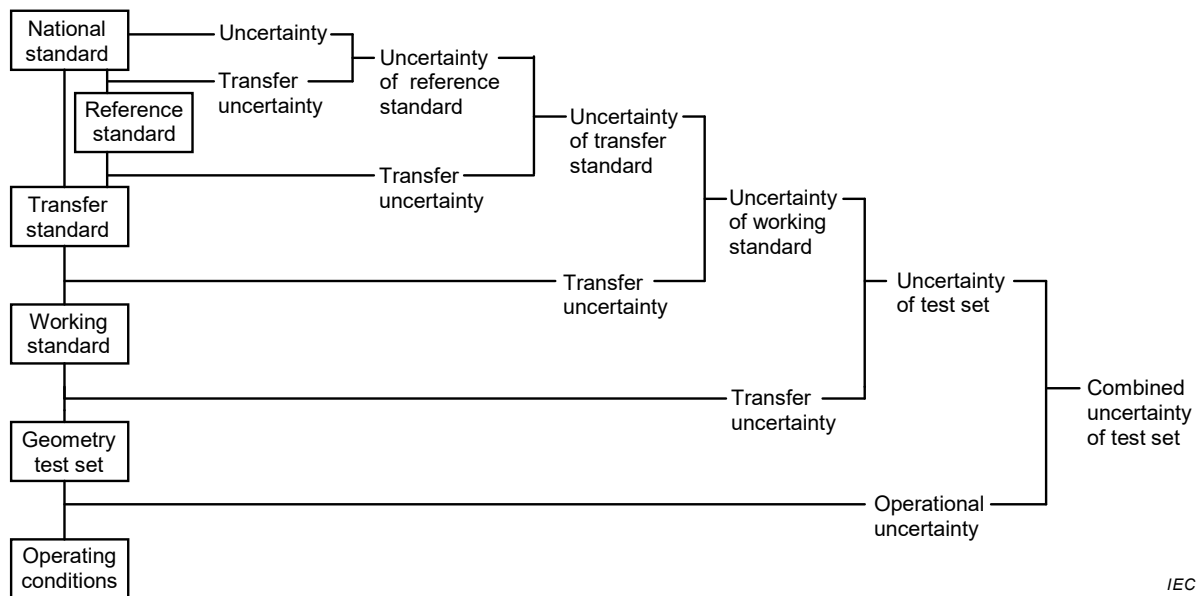 National
standard
Uncertainty
Uncertainty
of reference
standard
Transfer
uncertainty
Reference
standard
Uncertainty
of transfer
standard
Transfer
uncertainty
Transfer
standard
Uncertainty
of working
standard
Transfer
uncertainty
Uncertainty
of test set
Working
standard
Transfer
uncertainty
Combined
uncertainty
of test set
Geometry
test set
Operational
uncertainty
Operating
conditions
IEC